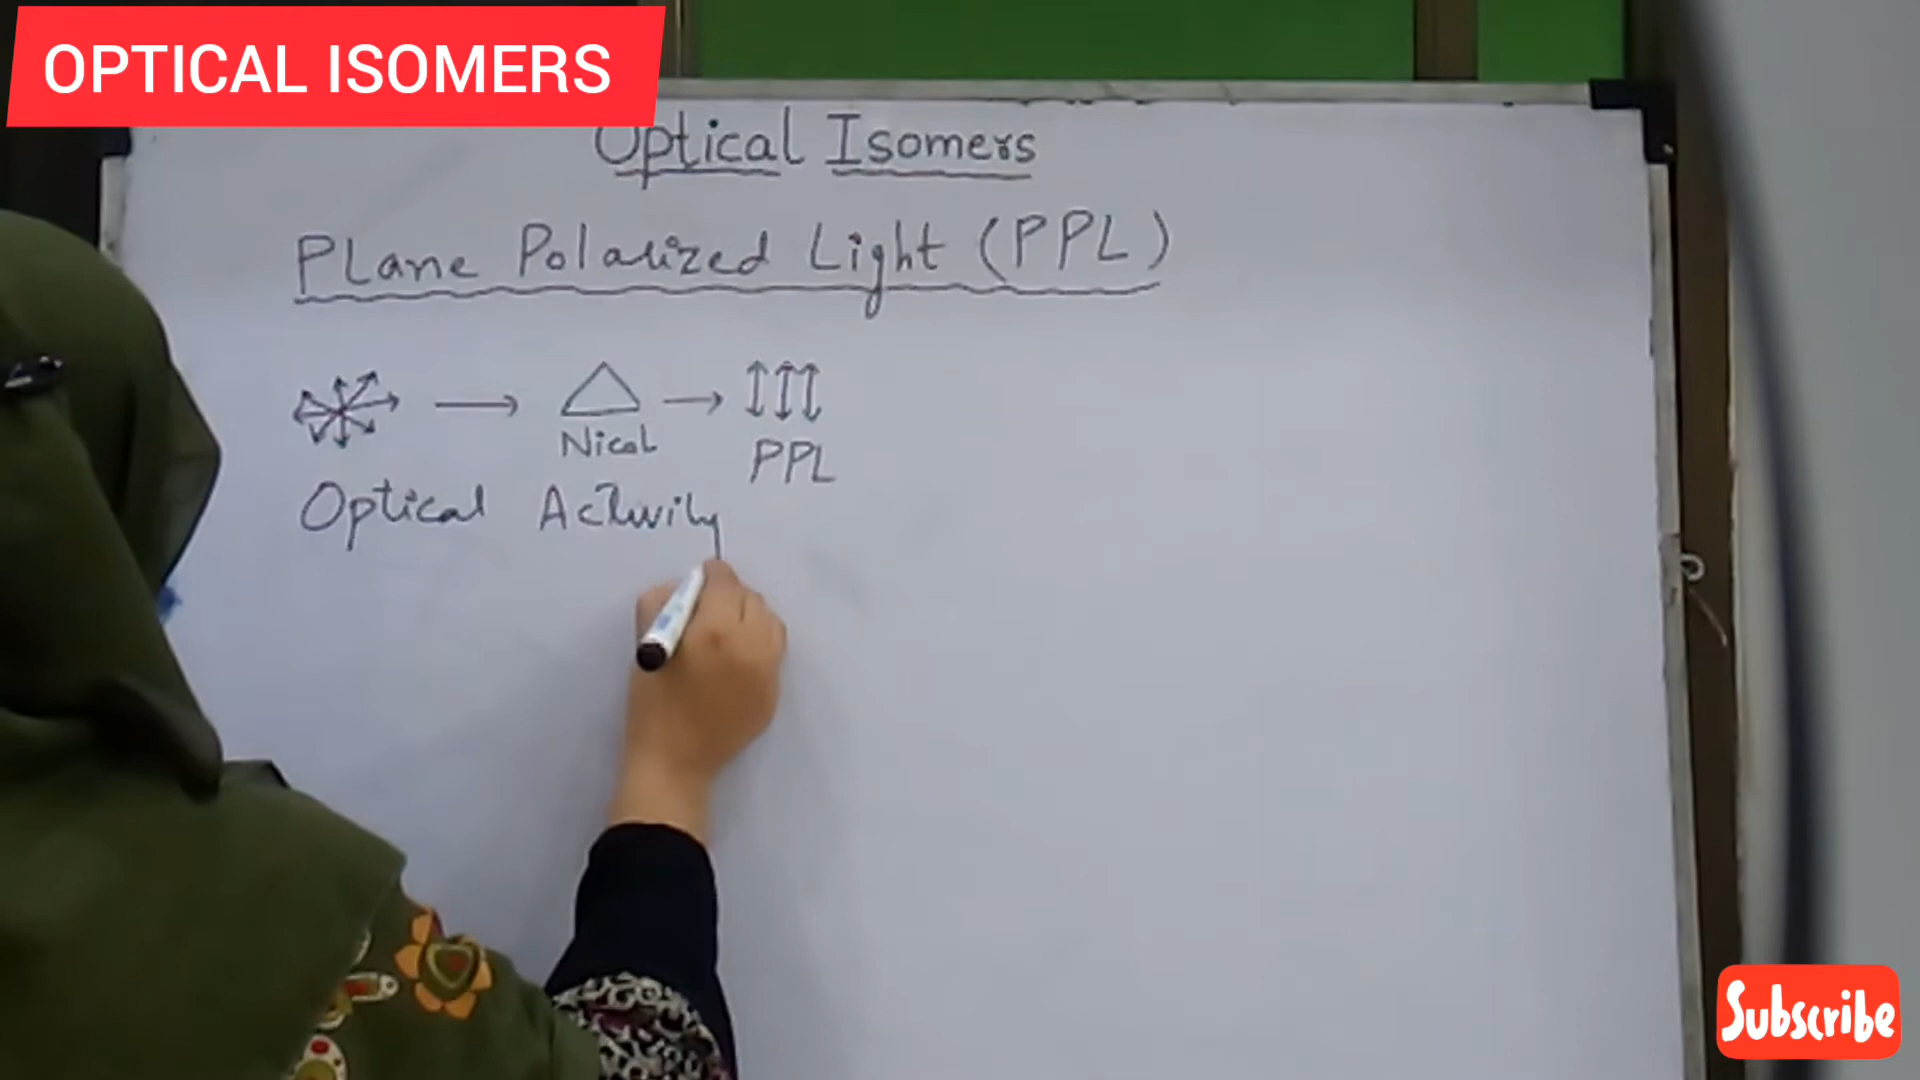 OPTICAL ISOMERS
Optical Isomers
Plane Polarized Light (PPL)
Nicol
PPL
Optical Activity
Subscribe